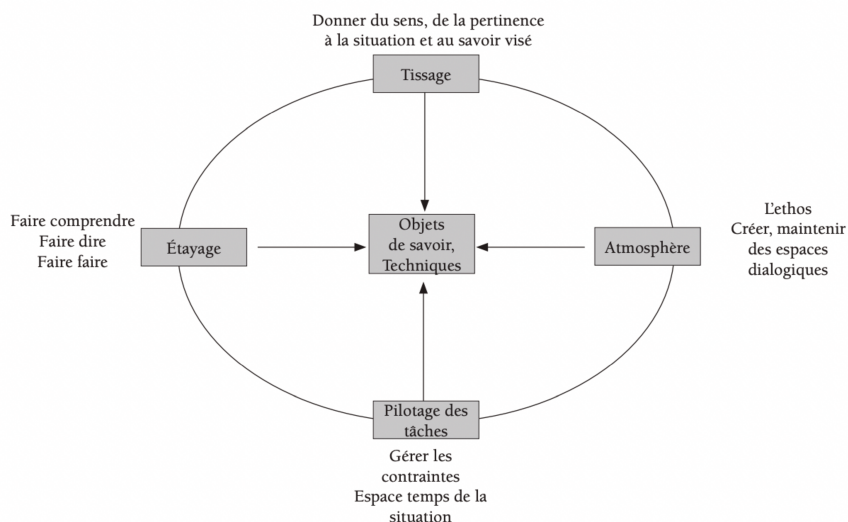 Donner du sens, de la pertinence
à la situation et au savoir visé
Tissage
Faire comprendre
Faire dire
Faire faire
Étayage
Objets
de savoir,
Techniques
Atmosphère
L'ethos
Créer, maintenir
des espaces
dialogiques
Pilotage des
tâches
Gérer les
contraintes
Espace temps de la
situation